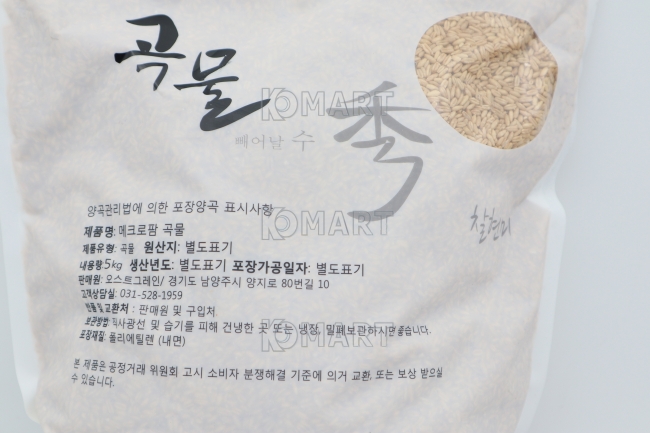 곡물
KOMART
秀
빼어날 수
양곡관리법에 의한 포장양곡 표시사항
KOMART
찰현미
제품명: 메크로팜 곡물
제품유형: 곡물 원산지: 별도표기
내용량:5kg 생산년도: 별도표기 포장가공일자: 별도표기
판매원: 오스트그레인/ 경기도 남양주시 양지로 80번길 10
고객상담실: 031-528-1959
반품및교환처 : 판매원 및 구입처.
보관방법: 직사광선 및 습기를 피해 건냉한 곳 또는 냉장, 밀폐보관하시면 좋습니다.
KOMART
포장재질: 폴리에틸렌 (내면)
본 제품은 공정거래 위원회 고시 소비자 분쟁해결 기준에 의거 교환, 또는 보상 받으실
수 있습니다.